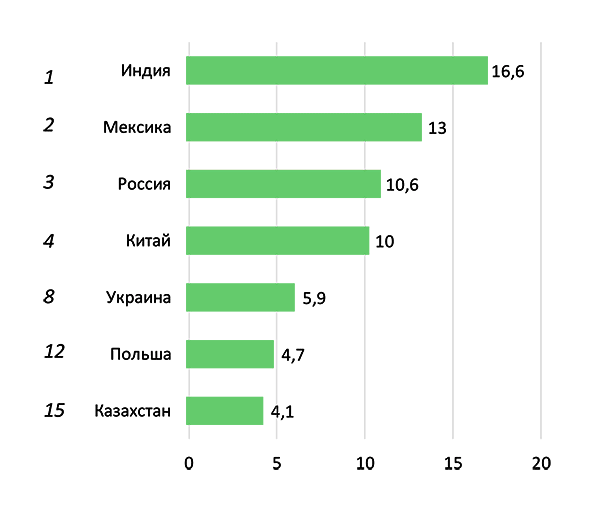 1 Индия 16,6
2 Мексика 13
3 Россия 10,6
4 Китай 10
8 Украина 5,9
12 Польша 4,7
15 Казахстан 4,1
0 5 10 15 20